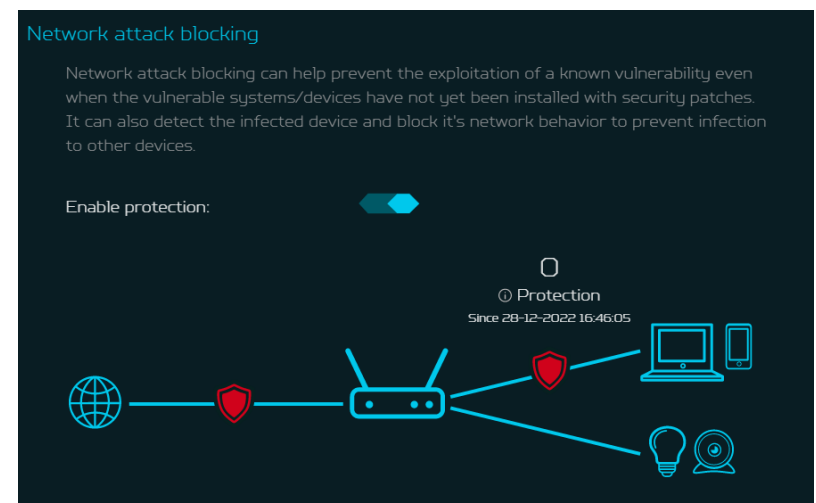 Network attack blocking
Network attack blocking can help prevent the exploitation of a known vulnerability even
when the vulnerable systems/devices have not yet been installed with security patches.
It can also detect the infected device and block it's network behavior to prevent infection
to other devices.
Enable protection:
0
Protection
Since 28-12-2022 16:46:05